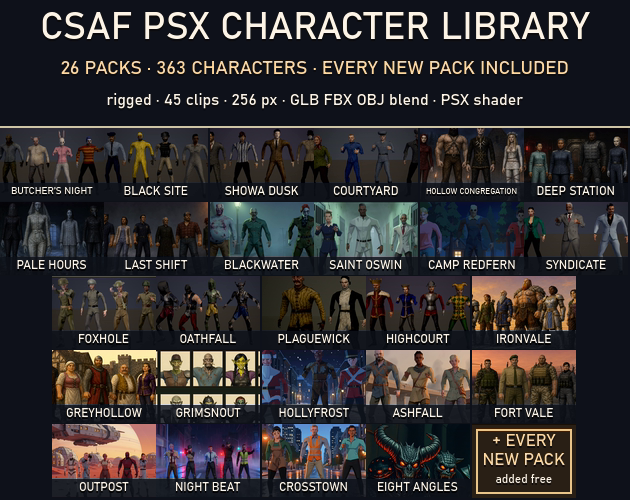 CSAF PSX CHARACTER LIBRARY
26 PACKS · 363 CHARACTERS · EVERY NEW PACK INCLUDED
rigged · 45 clips · 256 px · GLB FBX OBJ blend · PSX shader
BUTCHER'S NIGHT BLACK SITE SHOWA DUSK COURTYARD HOLLOW CONGREGATION DEEP STATION
PALE HOURS LAST SHIFT BLACKWATER SAINT OSWIN CAMP REDFERN SYNDICATE
FOXHOLE OATHFALL PLAGUEWICK HIGHCOURT IRONVALE
GREYHOLLOW GRIMSNOUT HOLLYFROST ASHFALL FORT VALE
OUTPOST NIGHT BEAT CROSSTOWN EIGHT ANGLES
+ EVERY
NEW PACK
added free